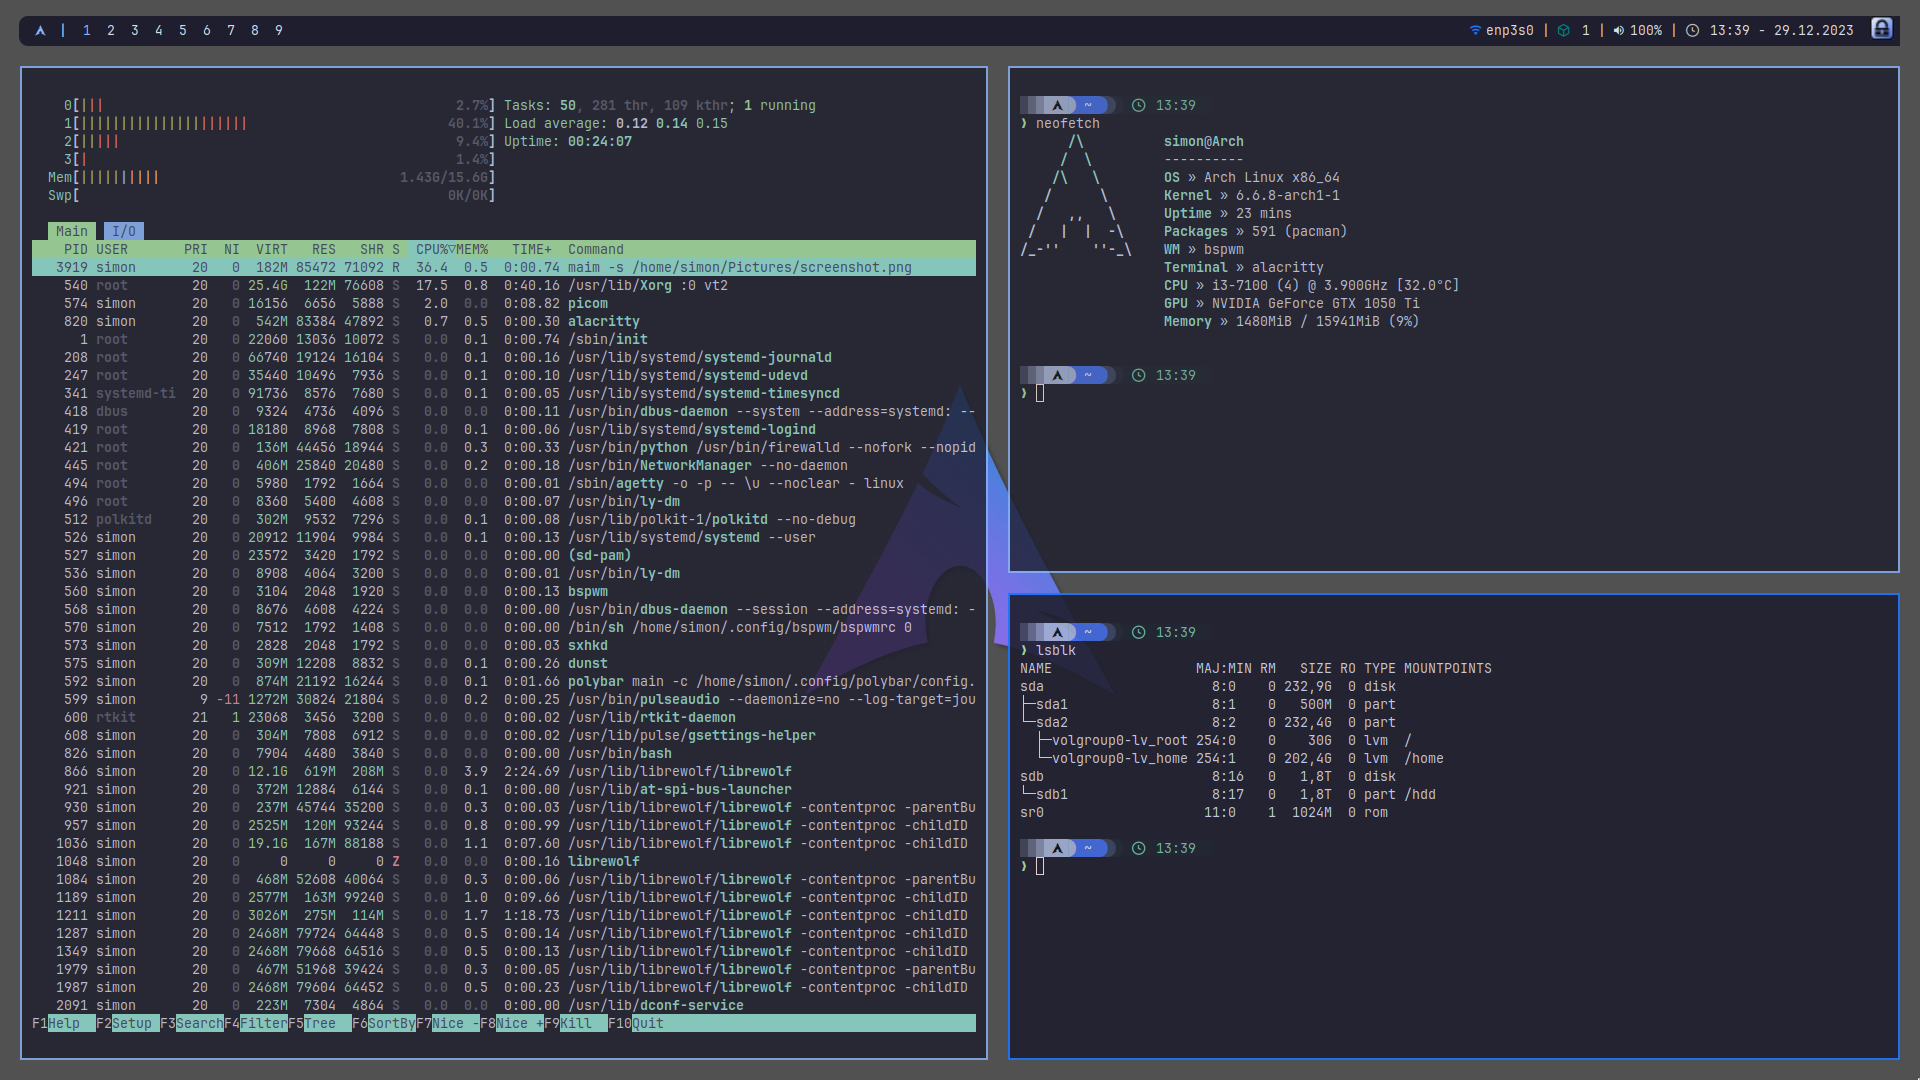 | 1 2 3 4 5 6 7 8 9
enp3s0 | 1 | 100% | 13:39 - 29.12.2023
0[||| 2.7%] Tasks: 50, 281 thr, 109 kthr; 1 running
1[||||||||||||||||||||| 40.1%] Load average: 0.12 0.14 0.15
2[||||| 9.4%] Uptime: 00:24:07
3[| 1.4%]
Mem[|||||||||| 1.43G/15.6G]
Swp[ 0K/0K]
Main I/O
PID USER PRI NI VIRT RES SHR S CPU%▽MEM% TIME+ Command
3919 simon 20 0 182M 85472 71092 R 36.4 0.5 0:00.74 maim -s /home/simon/Pictures/screenshot.png
540 root 20 0 25.4G 122M 76608 S 17.5 0.8 0:40.16 /usr/lib/Xorg :0 vt2
574 simon 20 0 16156 6656 5888 S 2.0 0.0 0:08.82 picom
820 simon 20 0 542M 83384 47892 S 0.7 0.5 0:00.30 alacritty
1 root 20 0 22060 13036 10072 S 0.0 0.1 0:00.74 /sbin/init
208 root 20 0 66740 19124 16104 S 0.0 0.1 0:00.16 /usr/lib/systemd/systemd-journald
247 root 20 0 35440 10496 7936 S 0.0 0.1 0:00.10 /usr/lib/systemd/systemd-udevd
341 systemd-ti 20 0 91736 8576 7680 S 0.0 0.1 0:00.05 /usr/lib/systemd/systemd-timesyncd
418 dbus 20 0 9324 4736 4096 S 0.0 0.0 0:00.11 /usr/bin/dbus-daemon --system --address=systemd: --
419 root 20 0 18180 8968 7808 S 0.0 0.1 0:00.06 /usr/lib/systemd/systemd-logind
421 root 20 0 136M 44456 18944 S 0.0 0.3 0:00.33 /usr/bin/python /usr/bin/firewalld --nofork --nopid
445 root 20 0 406M 25840 20480 S 0.0 0.2 0:00.18 /usr/bin/NetworkManager --no-daemon
494 root 20 0 5980 1792 1664 S 0.0 0.0 0:00.01 /sbin/agetty -o -p -- \u --noclear - linux
496 root 20 0 8360 5400 4608 S 0.0 0.0 0:00.07 /usr/bin/ly-dm
512 polkitd 20 0 302M 9532 7296 S 0.0 0.1 0:00.08 /usr/lib/polkit-1/polkitd --no-debug
526 simon 20 0 20912 11904 9984 S 0.0 0.1 0:00.13 /usr/lib/systemd/systemd --user
527 simon 20 0 23572 3420 1792 S 0.0 0.0 0:00.00 (sd-pam)
536 simon 20 0 8908 4064 3200 S 0.0 0.0 0:00.01 /usr/bin/ly-dm
560 simon 20 0 3104 2048 1920 S 0.0 0.0 0:00.13 bspwm
568 simon 20 0 8676 4608 4224 S 0.0 0.0 0:00.00 /usr/bin/dbus-daemon --session --address=systemd: -
570 simon 20 0 7512 1792 1408 S 0.0 0.0 0:00.00 /bin/sh /home/simon/.config/bspwm/bspwmrc 0
573 simon 20 0 2828 2048 1792 S 0.0 0.0 0:00.03 sxhkd
575 simon 20 0 309M 12208 8832 S 0.0 0.1 0:00.26 dunst
592 simon 20 0 874M 21192 16244 S 0.0 0.1 0:01.66 polybar main -c /home/simon/.config/polybar/config.
599 simon 9 -11 1272M 30824 21804 S 0.0 0.2 0:00.25 /usr/bin/pulseaudio --daemonize=no --log-target=jou
600 rtkit 21 1 23068 3456 3200 S 0.0 0.0 0:00.02 /usr/lib/rtkit-daemon
608 simon 20 0 304M 7808 6912 S 0.0 0.0 0:00.02 /usr/lib/pulse/gsettings-helper
826 simon 20 0 7904 4480 3840 S 0.0 0.0 0:00.00 /usr/bin/bash
866 simon 20 0 12.1G 619M 208M S 0.0 3.9 2:24.69 /usr/lib/librewolf/librewolf
921 simon 20 0 372M 12884 6144 S 0.0 0.1 0:00.00 /usr/lib/at-spi-bus-launcher
930 simon 20 0 237M 45744 35200 S 0.0 0.3 0:00.03 /usr/lib/librewolf/librewolf -contentproc -parentBu
957 simon 20 0 2525M 120M 93244 S 0.0 0.8 0:00.99 /usr/lib/librewolf/librewolf -contentproc -childID
1036 simon 20 0 19.1G 167M 88188 S 0.0 1.1 0:07.60 /usr/lib/librewolf/librewolf -contentproc -childID
1048 simon 20 0 0 0 0 Z 0.0 0.0 0:00.16 librewolf
1084 simon 20 0 468M 52608 40064 S 0.0 0.3 0:00.06 /usr/lib/librewolf/librewolf -contentproc -parentBu
1189 simon 20 0 2577M 163M 99240 S 0.0 1.0 0:09.66 /usr/lib/librewolf/librewolf -contentproc -childID
1211 simon 20 0 3026M 275M 114M S 0.0 1.7 1:18.73 /usr/lib/librewolf/librewolf -contentproc -childID
1287 simon 20 0 2468M 79724 64448 S 0.0 0.5 0:00.14 /usr/lib/librewolf/librewolf -contentproc -childID
1349 simon 20 0 2468M 79668 64516 S 0.0 0.5 0:00.13 /usr/lib/librewolf/librewolf -contentproc -childID
1979 simon 20 0 467M 51968 39424 S 0.0 0.3 0:00.05 /usr/lib/librewolf/librewolf -contentproc -parentBu
1987 simon 20 0 2468M 79604 64452 S 0.0 0.5 0:00.23 /usr/lib/librewolf/librewolf -contentproc -childID
2091 simon 20 0 223M 7304 4864 S 0.0 0.0 0:00.00 /usr/lib/dconf-service
F1Help F2Setup F3SearchF4FilterF5Tree F6SortByF7Nice -F8Nice +F9Kill F10Quit
~ 13:39
❯ neofetch
simon@Arch
----------
OS » Arch Linux x86_64
Kernel » 6.6.8-arch1-1
Uptime » 23 mins
Packages » 591 (pacman)
WM » bspwm
Terminal » alacritty
CPU » i3-7100 (4) @ 3.900GHz [32.0°C]
GPU » NVIDIA GeForce GTX 1050 Ti
Memory » 1480MiB / 15941MiB (9%)
~ 13:39
❯
~ 13:39
❯ lsblk
NAME MAJ:MIN RM SIZE RO TYPE MOUNTPOINTS
sda 8:0 0 232,9G 0 disk
├─sda1 8:1 0 500M 0 part
└─sda2 8:2 0 232,4G 0 part
├─volgroup0-lv_root 254:0 0 30G 0 lvm /
└─volgroup0-lv_home 254:1 0 202,4G 0 lvm /home
sdb 8:16 0 1,8T 0 disk
└─sdb1 8:17 0 1,8T 0 part /hdd
sr0 11:0 1 1024M 0 rom
~ 13:39
❯